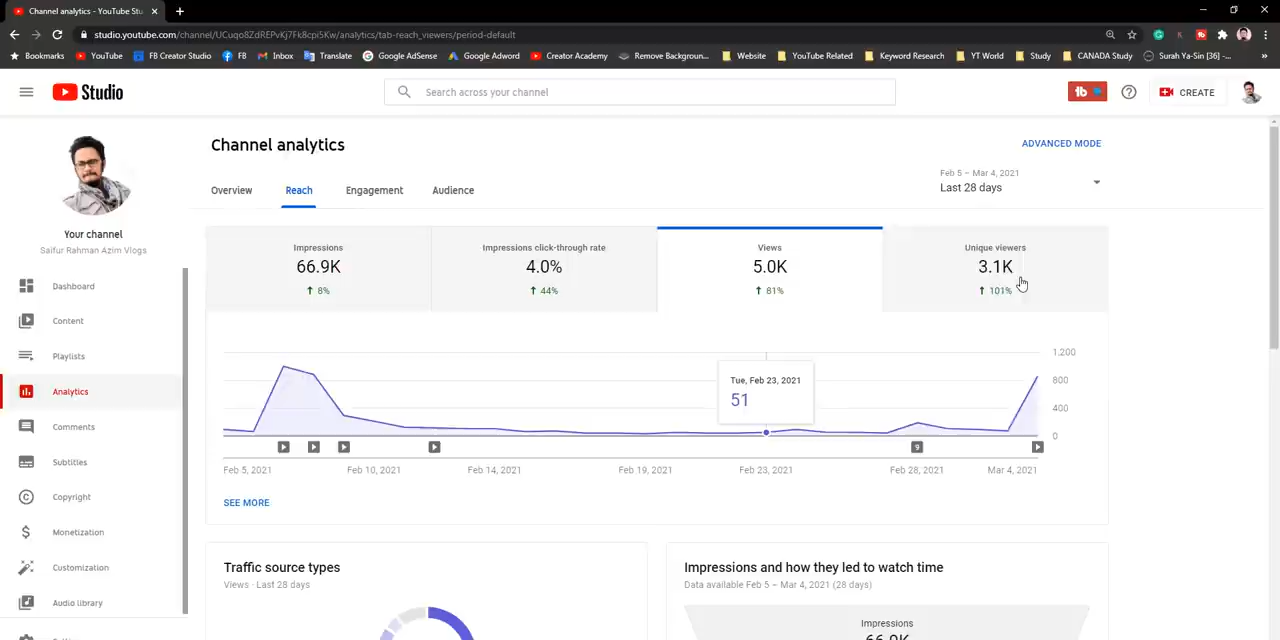 Channel analytics - YouTube Stu
studio.youtube.com/channel/UCuqo8ZdREPvKj7Fk8cpi5Kw/analytics/tab-reach_viewers/period-default
Bookmarks YouTube FB Creator Studio FB Inbox Translate Google AdSense Google Adword Creator Academy Remove Backgroun... Website YouTube Related Keyword Research YT World Study CANADA Study Surah Ya-Sin [36] -...
Studio
Search across your channel
tb
CREATE
Channel analytics
ADVANCED MODE
Feb 5 – Mar 4, 2021
Last 28 days
Overview Reach Engagement Audience
Your channel
Saifur Rahman Azim Vlogs
Dashboard
Content
Playlists
Analytics
Comments
Subtitles
Copyright
Monetization
Customization
Audio library
Impressions
66.9K
8%
Impressions click-through rate
4.0%
44%
Views
5.0K
81%
Unique viewers
3.1K
101%
1,200
800
400
0
Tue, Feb 23, 2021
51
9
Feb 5, 2021 Feb 10, 2021 Feb 14, 2021 Feb 19, 2021 Feb 23, 2021 Feb 28, 2021 Mar 4, 2021
SEE MORE
Traffic source types
Views · Last 28 days
Impressions and how they led to watch time
Data available Feb 5 – Mar 4, 2021 (28 days)
Impressions
66.9K